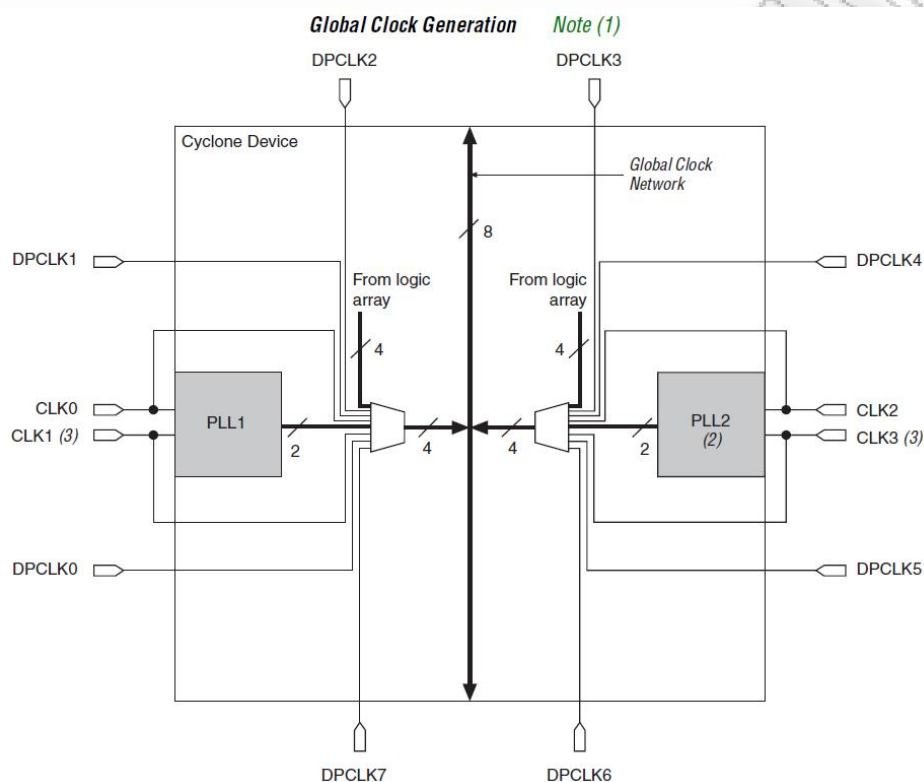 Global Clock Generation Note (1)
DPCLK2
DPCLK3
Cyclone Device
Global Clock
Network
8
DPCLK1
DPCLK4
From logic
array
From logic
array
4
4
CLK0
PLL1
PLL2
(2)
CLK2
CLK1 (3)
CLK3 (3)
2
4
4
2
DPCLK0
DPCLK5
DPCLK7
DPCLK6